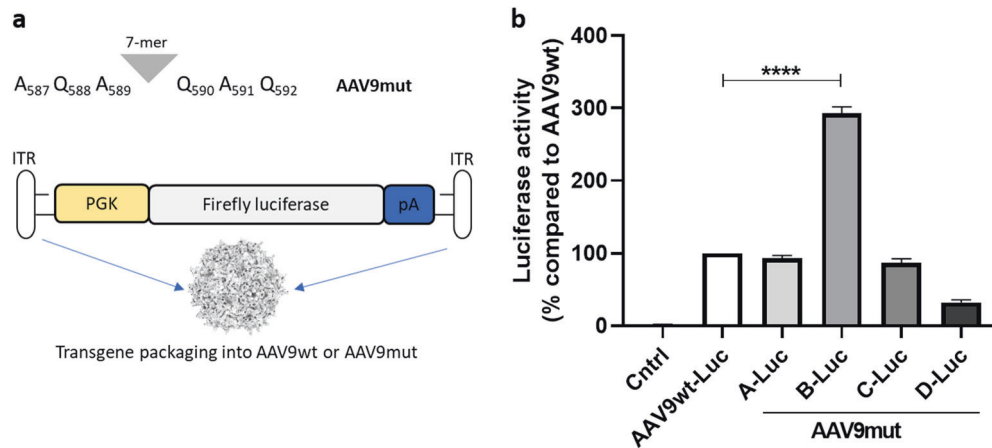 a
7-mer
A587 Q588 A589 Q590 A591 Q592 AAV9mut
ITR
ITR
PGK
Firefly luciferase
pA
Transgene packaging into AAV9wt or AAV9mut
b
Luciferase activity
(% compared to AAV9wt)
400
300
200
100
0
****
Cntrl
AAV9wt-Luc
A-Luc
B-Luc
C-Luc
D-Luc
AAV9mut